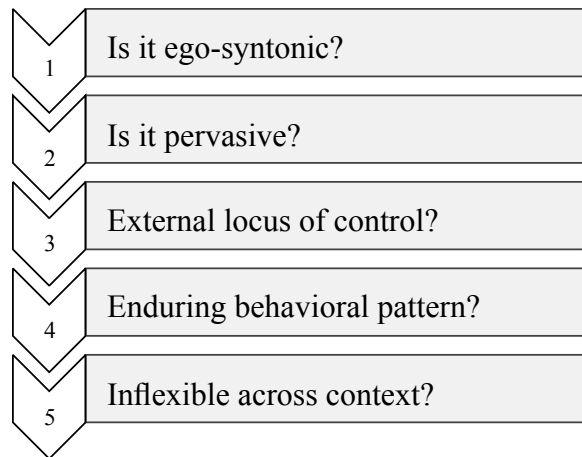 1 Is it ego-syntonic?
2 Is it pervasive?
3 External locus of control?
4 Enduring behavioral pattern?
5 Inflexible across context?